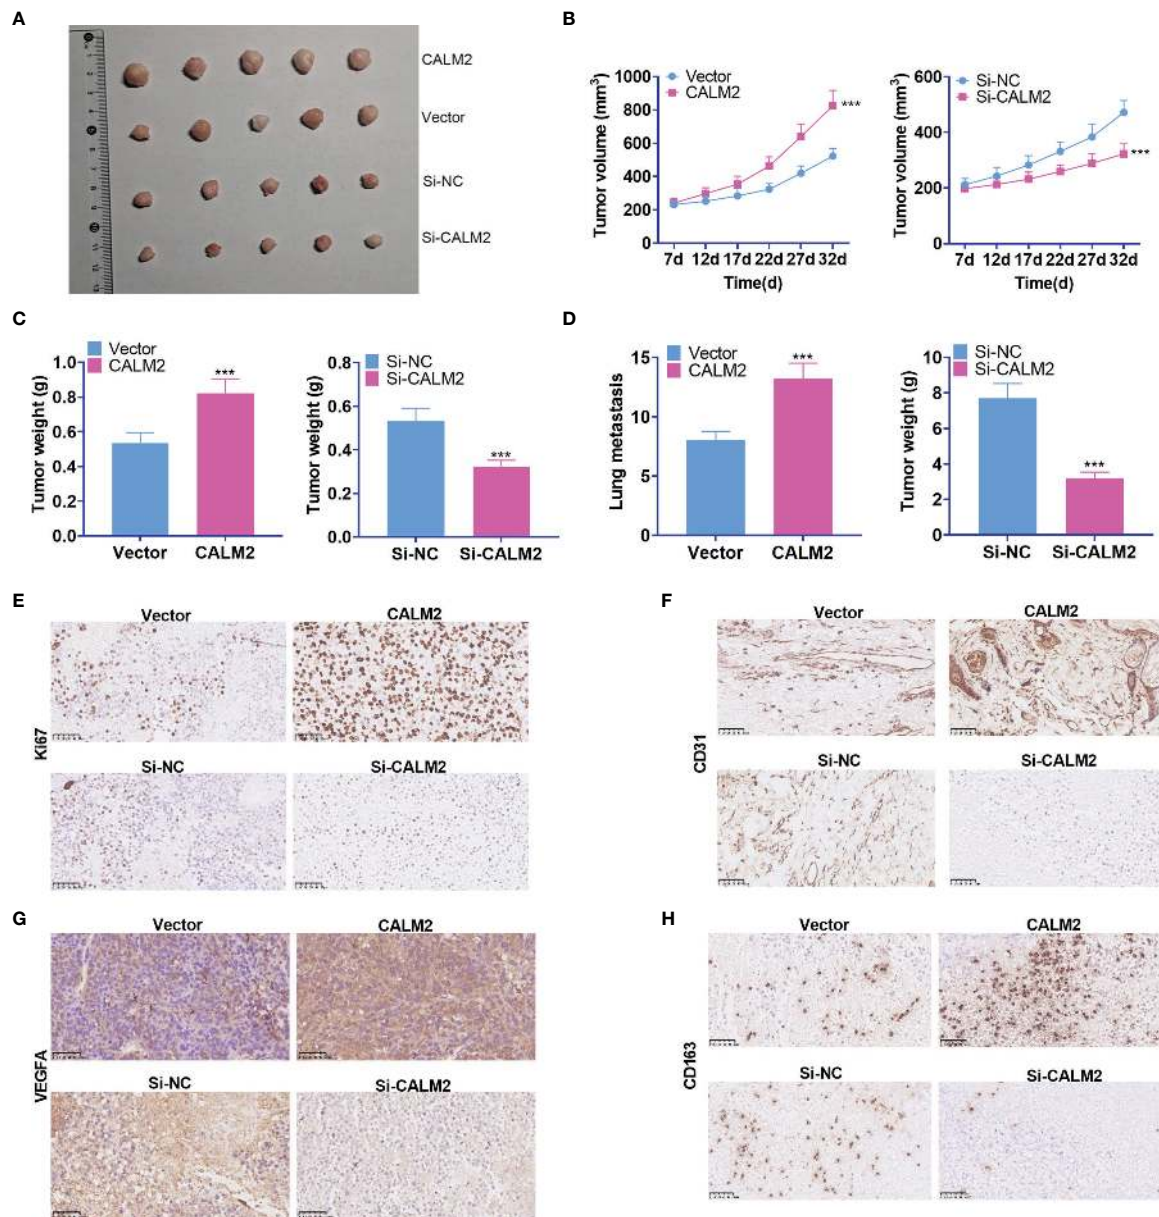 A
CALM2
Vector
Si-NC
Si-CALM2
B
Tumor volume (mm³)
1000
800
600
400
200
0
Vector
CALM2
***
7d 12d 17d 22d 27d 32d
Time(d)
Tumor volume (mm³)
600
400
200
0
Si-NC
Si-CALM2
***
7d 12d 17d 22d 27d 32d
Time(d)
C
Tumor weight (g)
1.0
0.8
0.6
0.4
0.2
0.0
Vector
CALM2
***
Vector CALM2
Tumor weight (g)
0.8
0.6
0.4
0.2
0.0
Si-NC
Si-CALM2
***
Si-NC Si-CALM2
D
Lung metastasis
15
10
5
0
Vector
CALM2
***
Vector CALM2
Tumor weight (g)
10
8
6
4
2
0
Si-NC
Si-CALM2
***
Si-NC Si-CALM2
E
Ki67
Vector CALM2
Si-NC Si-CALM2
F
CD31
Vector CALM2
Si-NC Si-CALM2
G
VEGFA
Vector CALM2
Si-NC Si-CALM2
H
CD163
Vector CALM2
Si-NC Si-CALM2